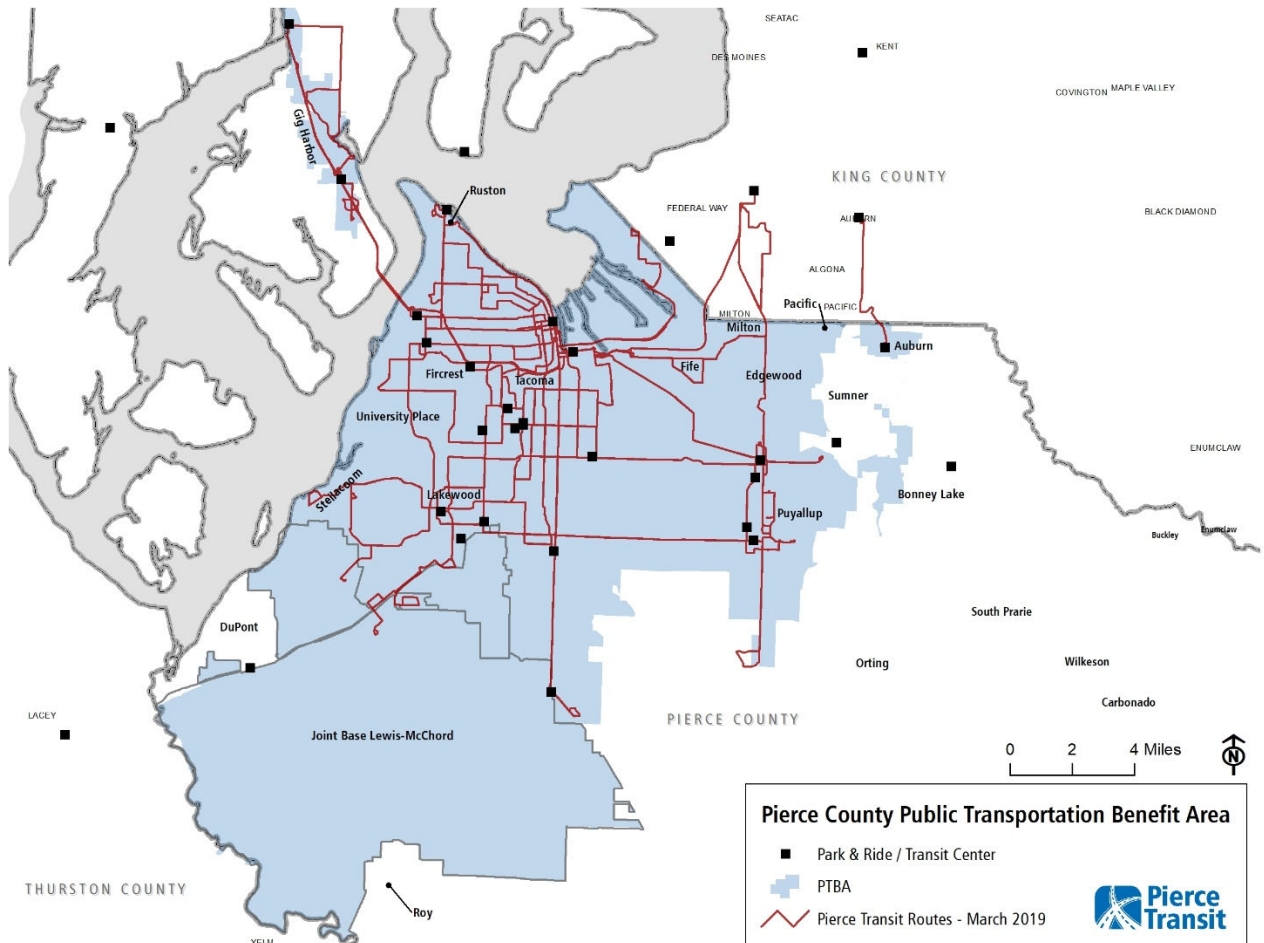 SEATAC
KENT
DES MOINES
COVINGTON
MAPLE VALLEY
Gig Harbor
KING COUNTY
Ruston
FEDERAL WAY
AUBURN
BLACK DIAMOND
ALGONA
Pacific
PACIFIC
MILTON
Milton
Auburn
Fife
Fircrest
Tacoma
Edgewood
Sumner
University Place
ENUMCLAW
Steilacoom
Lakewood
Bonney Lake
Puyallup
Enumclaw
Buckley
DuPont
South Prarie
Orting
Wilkeson
Carbonado
LACEY
PIERCE COUNTY
Joint Base Lewis-McChord
0 2 4 Miles
N
Pierce County Public Transportation Benefit Area
Park & Ride / Transit Center
PTBA
Pierce Transit Routes - March 2019
Pierce
Transit
THURSTON COUNTY
Roy
YELM